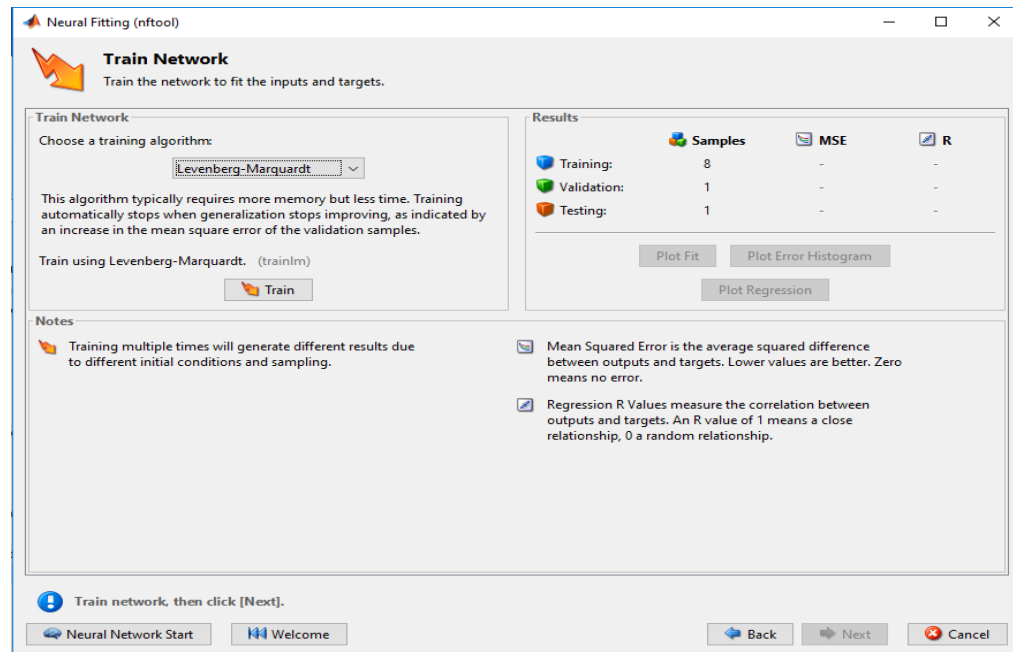 Neural Fitting (nftool)
Train Network
Train the network to fit the inputs and targets.
Train Network
Choose a training algorithm:
Levenberg-Marquardt
This algorithm typically requires more memory but less time. Training
automatically stops when generalization stops improving, as indicated by
an increase in the mean square error of the validation samples.
Train using Levenberg-Marquardt. (trainlm)
Train
Results
Samples MSE R
Training: 8 - -
Validation: 1 - -
Testing: 1 - -
Plot Fit Plot Error Histogram
Plot Regression
Notes
Training multiple times will generate different results due
to different initial conditions and sampling.
Mean Squared Error is the average squared difference
between outputs and targets. Lower values are better. Zero
means no error.
Regression R Values measure the correlation between
outputs and targets. An R value of 1 means a close
relationship, 0 a random relationship.
Train network, then click [Next].
Neural Network Start Welcome Back Next Cancel